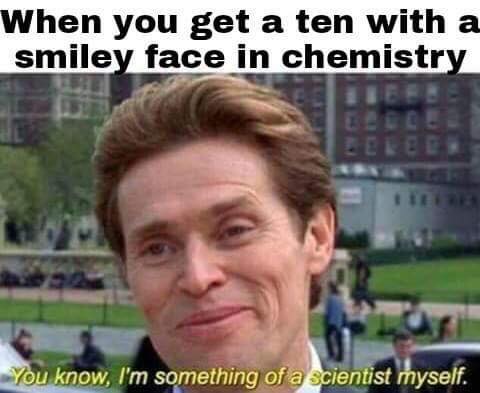 When you get a ten with a
smiley face in chemistry
You know, I'm something of a scientist myself.